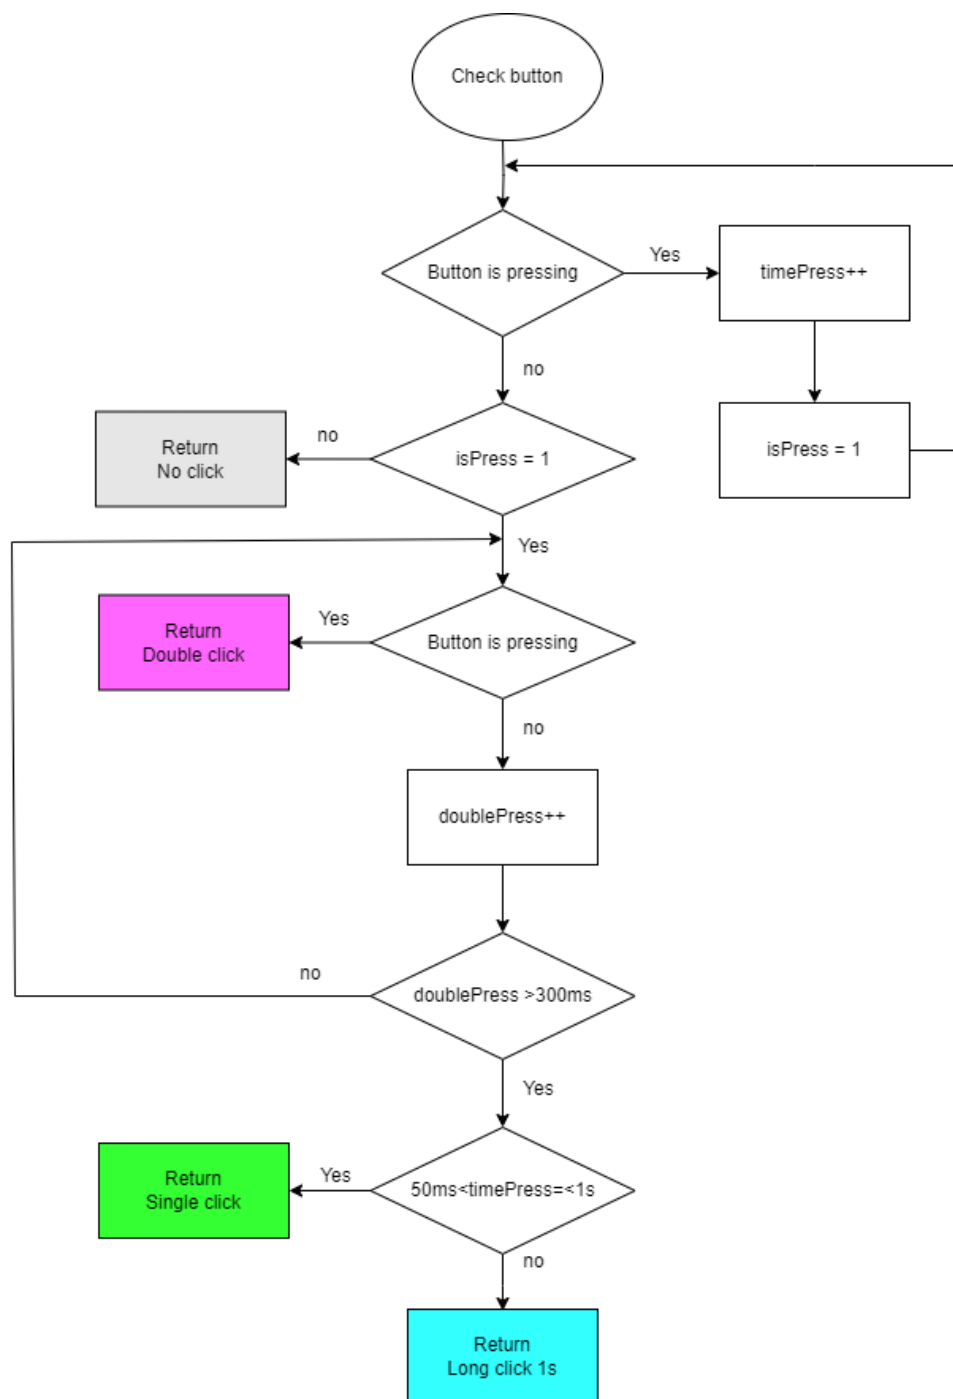 Check button
Button is pressing
Yes
timePress++
no
isPress = 1
no
Return
No click
isPress = 1
Yes
Button is pressing
Yes
Return
Double click
no
doublePress++
doublePress >300ms
no
Yes
50ms<timePress=<1s
Yes
Return
Single click
no
Return
Long click 1s